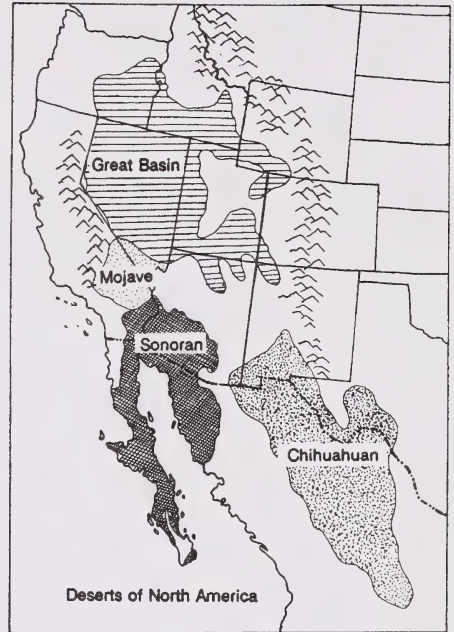 Great Basin
Mojave
Sonoran
Chihuahuan
Deserts of North America